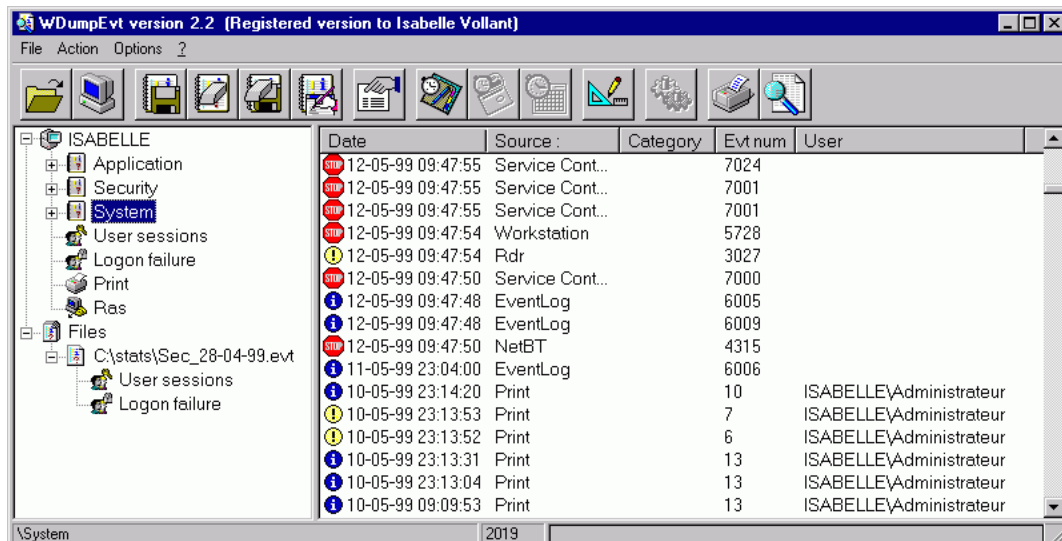 WDumpEvt version 2.2 (Registered version to Isabelle Vollant)
File Action Options ?
ISABELLE
Application
Security
System
User sessions
Logon failure
Print
Ras
Files
C:\stats\Sec_28-04-99.evt
User sessions
Logon failure
Date Source : Category Evt num User
STOP 12-05-99 09:47:55 Service Cont... 7024
STOP 12-05-99 09:47:55 Service Cont... 7001
STOP 12-05-99 09:47:55 Service Cont... 7001
STOP 12-05-99 09:47:54 Workstation 5728
12-05-99 09:47:54 Rdr 3027
STOP 12-05-99 09:47:50 Service Cont... 7000
12-05-99 09:47:48 EventLog 6005
12-05-99 09:47:48 EventLog 6009
STOP 12-05-99 09:47:50 NetBT 4315
11-05-99 23:04:00 EventLog 6006
10-05-99 23:14:20 Print 10 ISABELLE\Administrateur
10-05-99 23:13:53 Print 7 ISABELLE\Administrateur
10-05-99 23:13:52 Print 6 ISABELLE\Administrateur
10-05-99 23:13:31 Print 13 ISABELLE\Administrateur
10-05-99 23:13:04 Print 13 ISABELLE\Administrateur
10-05-99 09:09:53 Print 13 ISABELLE\Administrateur
\System 2019